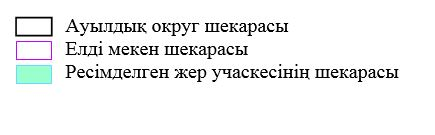 Ауылдық округ шекарасы
Елді мекен шекарасы
Ресімделген жер учаскесінің шекарасы